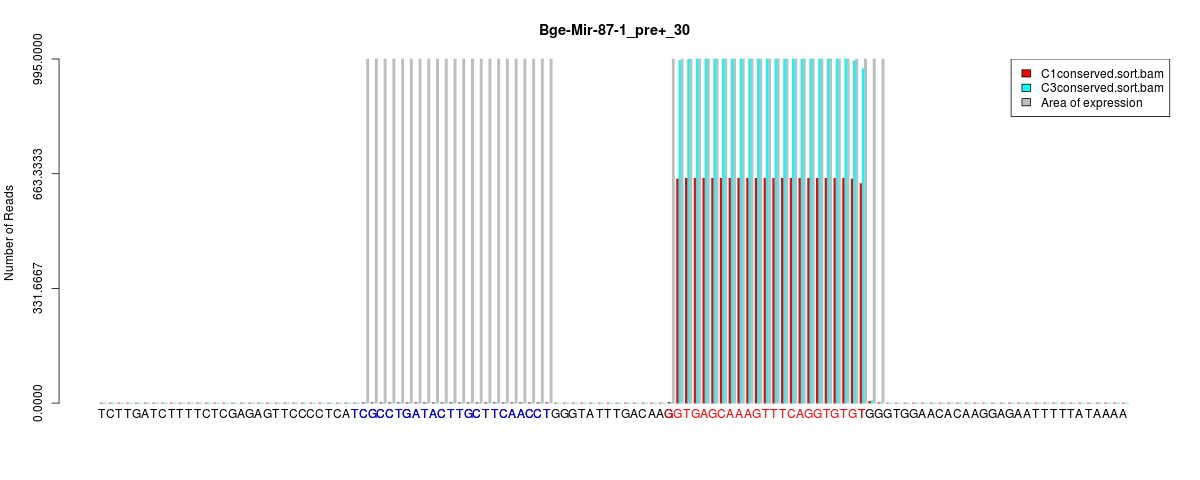 Bge-Mir-87-1_pre+_30
Number of Reads
995.0000
663.3333
331.6667
0.0000
C1conserved.sort.bam
C3conserved.sort.bam
Area of expression
TCTTGATCTTTTCTCGAGAGTTCCCCTCATCGCCTGATACTTGCTTCAACCTGGGTATTTGACAAGGTGAGCAAAGTTTCAGGTGTGTGGGTGGAACACAAGGAGAATTTTTATAAAA